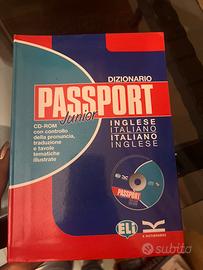 DIZIONARIO
PASSPORT
Junior
CD-ROM
con controllo
della pronuncia,
traduzione
e tavole
tematiche
illustrate
INGLESE
ITALIANO
ITALIANO
INGLESE
PASSPORT
ELI
K DICTIONARIES
subito